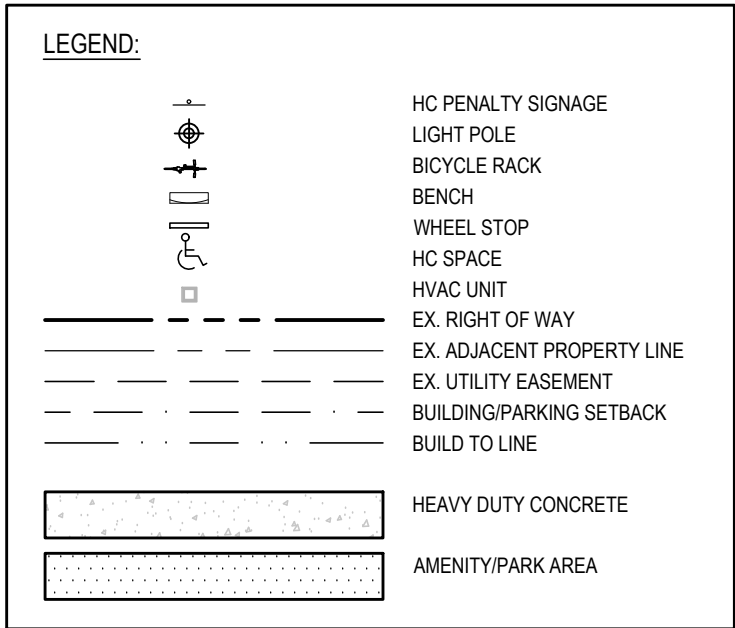 LEGEND:
HC PENALTY SIGNAGE
LIGHT POLE
BICYCLE RACK
BENCH
WHEEL STOP
HC SPACE
HVAC UNIT
EX. RIGHT OF WAY
EX. ADJACENT PROPERTY LINE
EX. UTILITY EASEMENT
BUILDING/PARKING SETBACK
BUILD TO LINE
HEAVY DUTY CONCRETE
AMENITY/PARK AREA